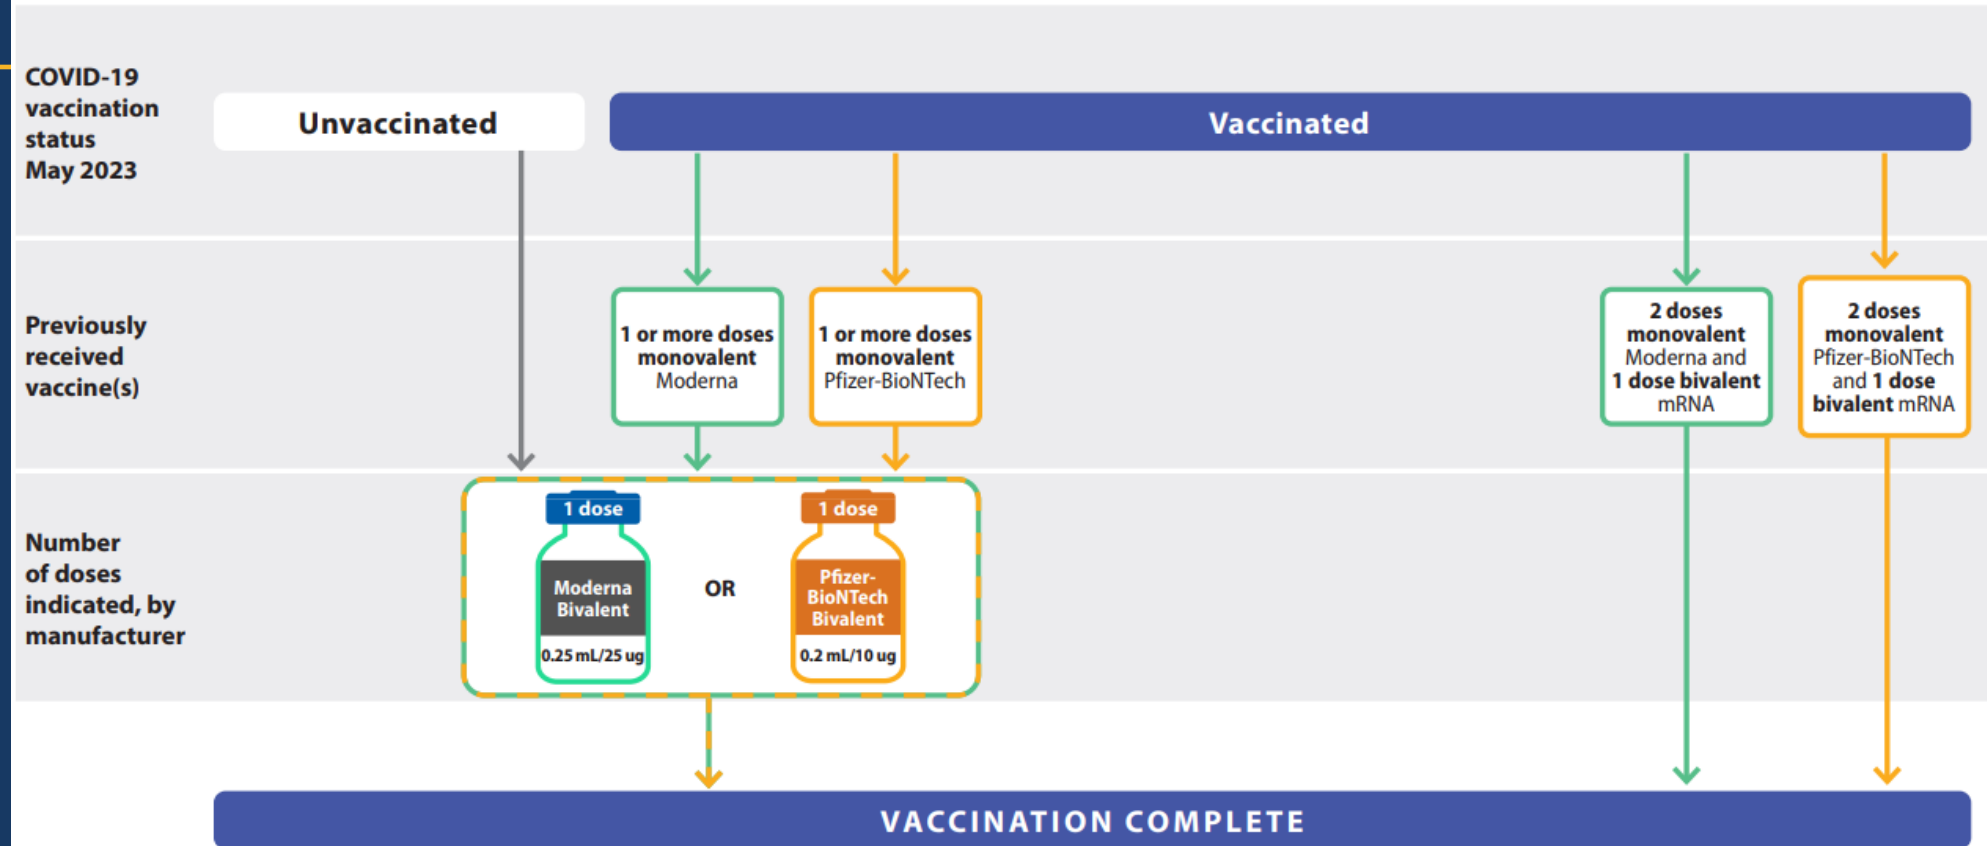 COVID-19
vaccination
status
May 2023
Unvaccinated
Vaccinated
Previously
received
vaccine(s)
1 or more doses
monovalent
Moderna
1 or more doses
monovalent
Pfizer-BioNTech
2 doses
monovalent
Moderna and
1 dose bivalent
mRNA
2 doses
monovalent
Pfizer-BioNTech
and 1 dose
bivalent mRNA
Number
of doses
indicated, by
manufacturer
1 dose
Moderna
Bivalent
0.25 mL/25 ug
OR
1 dose
Pfizer-
BioNTech
Bivalent
0.2 mL/10 ug
VACCINATION COMPLETE